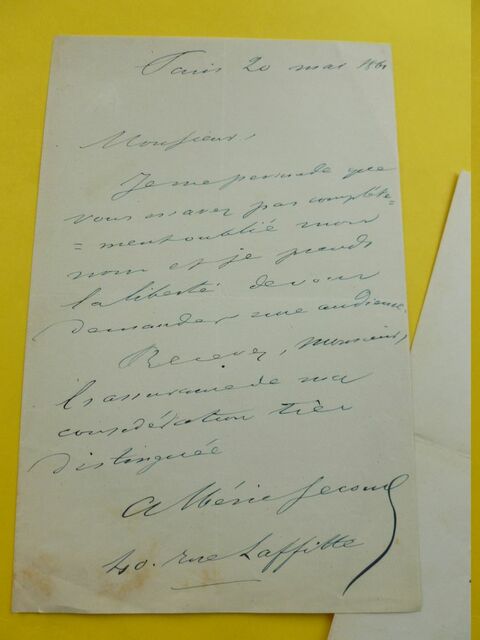 Paris 20 mai 1861
Monsieur,
Je me persuade que
vous n'avez pas complète=
=ment oublié mon
nom et je prends
la liberté de vous
demander une audience.
Recevez, Monsieur,
l'assurance de ma
considération très
distinguée
Albéric Second
40. rue Laffitte